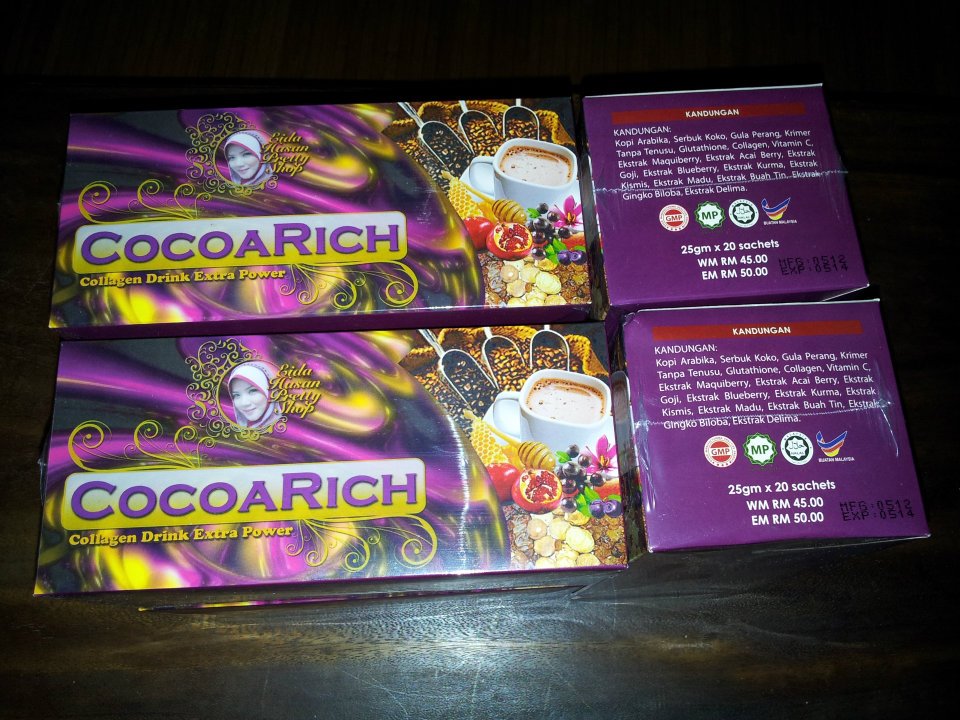 Eida
Hasan
Pretty
Shop
COCOARICH
Collagen Drink Extra Power
KANDUNGAN
KANDUNGAN:
Kopi Arabika, Serbuk Koko, Gula Perang, Krimer
Tanpa Tenusu, Glutathione, Collagen, Vitamin C,
Ekstrak Maquiberry, Ekstrak Acai Berry, Ekstrak
Goji, Ekstrak Blueberry, Ekstrak Kurma, Ekstrak
Kismis, Ekstrak Madu, Ekstrak Buah Tin, Ekstrak
Gingko Biloba, Ekstrak Delima.
GMP
MP
HALAL
BUATAN MALAYSIA
25gm x 20 sachets
WM RM 45.00
EM RM 50.00
MFG:0512
EXP:0514
Eida
Hasan
Pretty
Shop
COCOARICH
Collagen Drink Extra Power
KANDUNGAN
KANDUNGAN:
Kopi Arabika, Serbuk Koko, Gula Perang, Krimer
Tanpa Tenusu, Glutathione, Collagen, Vitamin C,
Ekstrak Maquiberry, Ekstrak Acai Berry, Ekstrak
Goji, Ekstrak Blueberry, Ekstrak Kurma, Ekstrak
Kismis, Ekstrak Madu, Ekstrak Buah Tin, Ekstrak
Gingko Biloba, Ekstrak Delima.
GMP
MP
HALAL
BUATAN MALAYSIA
25gm x 20 sachets
WM RM 45.00
EM RM 50.00
MFG:0512
EXP:0514